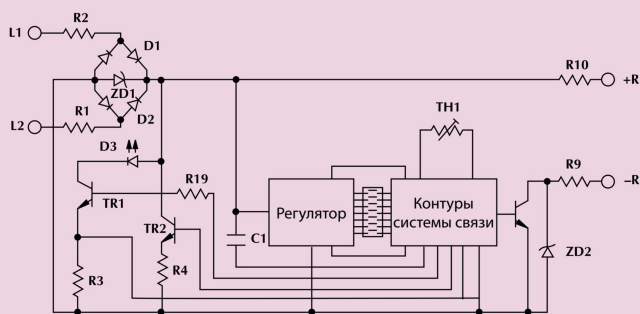 L1
R2
D1
ZD1
R1
D2
L2
D3
R19
TR1
TR2
R3
R4
C1
Регулятор
TH1
Контуры
системы связи
R10
+R
R9
–R
ZD2